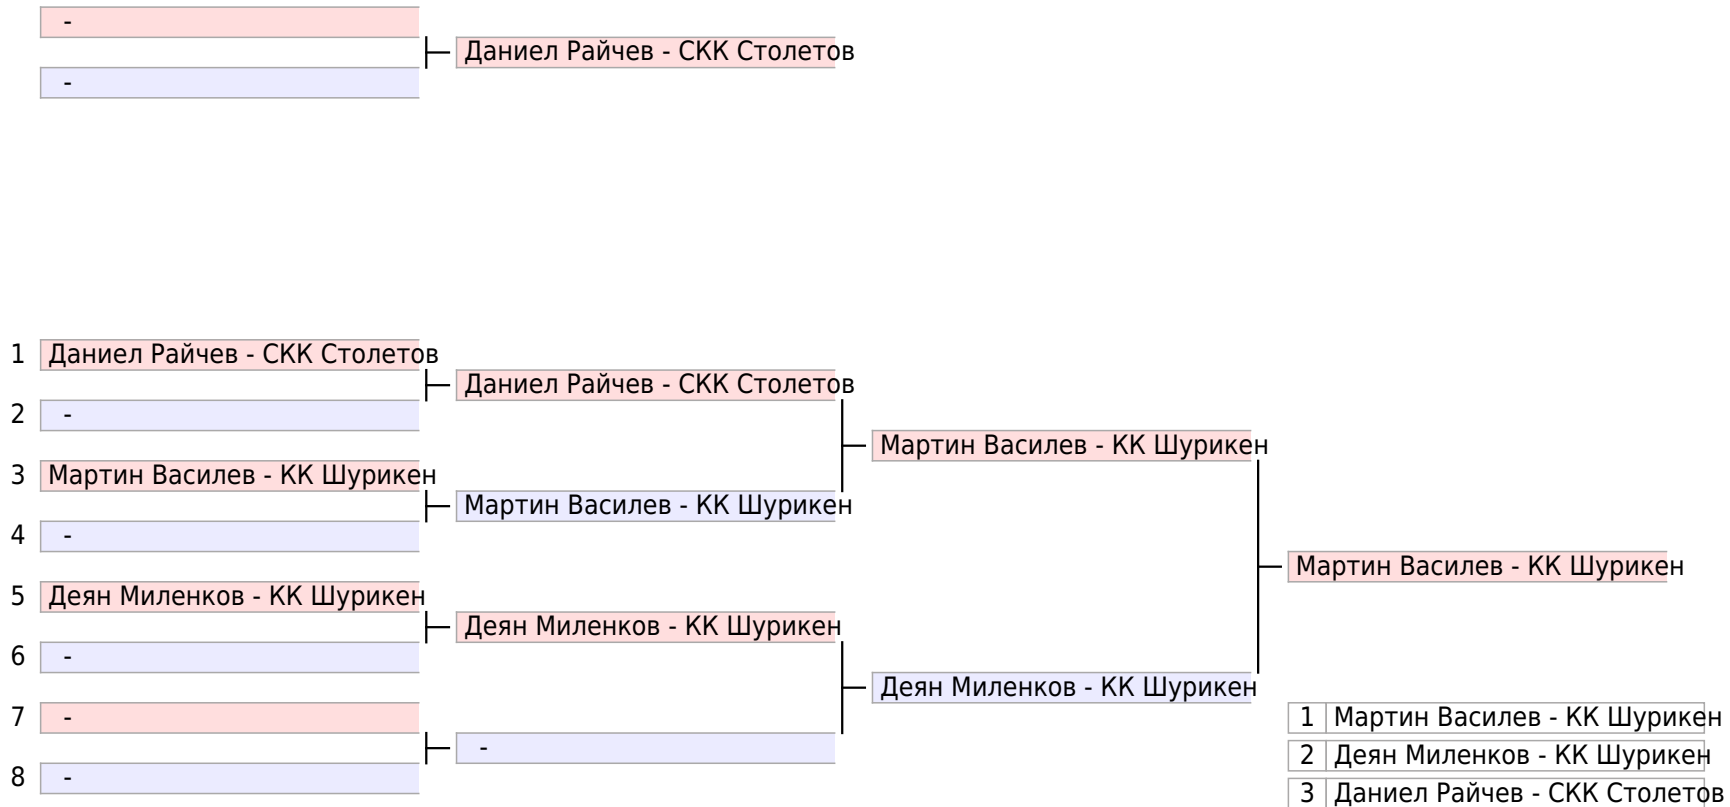 -
Даниел Райчев - СКК Столетов
-
1 Даниел Райчев - СКК Столетов
Даниел Райчев - СКК Столетов
2 -
Мартин Василев - КК Шурикен
3 Мартин Василев - КК Шурикен
Мартин Василев - КК Шурикен
4 -
Мартин Василев - КК Шурикен
5 Деян Миленков - КК Шурикен
Деян Миленков - КК Шурикен
6 -
Деян Миленков - КК Шурикен
7 -
-
8 -
1 Мартин Василев - КК Шурикен
2 Деян Миленков - КК Шурикен
3 Даниел Райчев - СКК Столетов